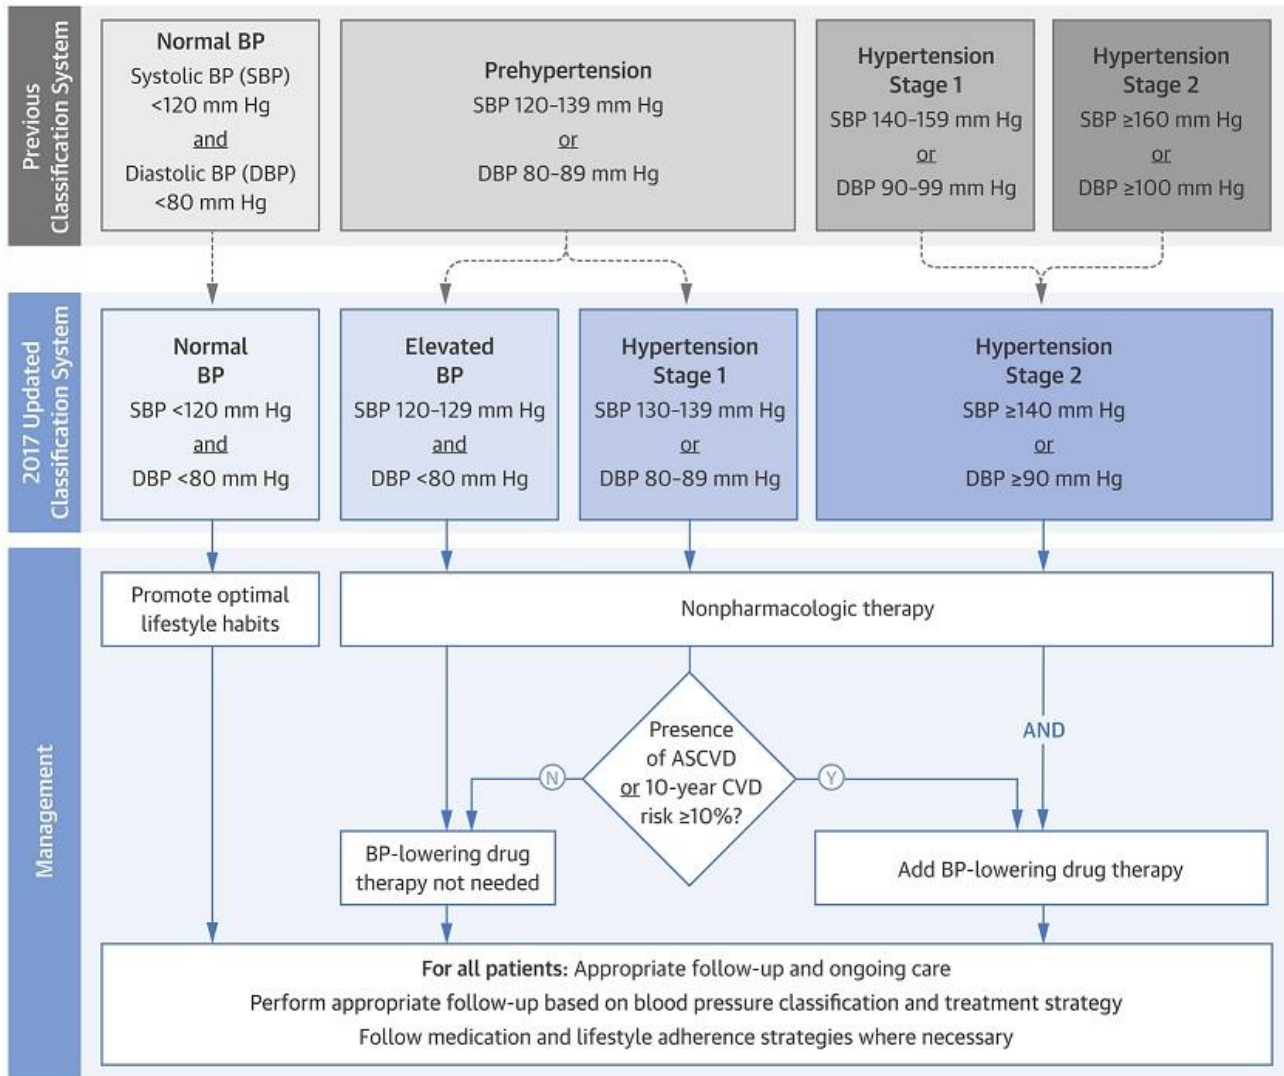 Previous
Classification System
Normal BP
Systolic BP (SBP)
<120 mm Hg
and
Diastolic BP (DBP)
<80 mm Hg
Prehypertension
SBP 120–139 mm Hg
or
DBP 80–89 mm Hg
Hypertension
Stage 1
SBP 140–159 mm Hg
or
DBP 90–99 mm Hg
Hypertension
Stage 2
SBP ≥160 mm Hg
or
DBP ≥100 mm Hg
2017 Updated
Classification System
Normal
BP
SBP <120 mm Hg
and
DBP <80 mm Hg
Elevated
BP
SBP 120–129 mm Hg
and
DBP <80 mm Hg
Hypertension
Stage 1
SBP 130–139 mm Hg
or
DBP 80–89 mm Hg
Hypertension
Stage 2
SBP ≥140 mm Hg
or
DBP ≥90 mm Hg
Management
Promote optimal
lifestyle habits
Nonpharmacologic therapy
Presence
of ASCVD
or 10-year CVD
risk ≥10%?
N
Y
AND
BP-lowering drug
therapy not needed
Add BP-lowering drug therapy
For all patients: Appropriate follow-up and ongoing care
Perform appropriate follow-up based on blood pressure classification and treatment strategy
Follow medication and lifestyle adherence strategies where necessary